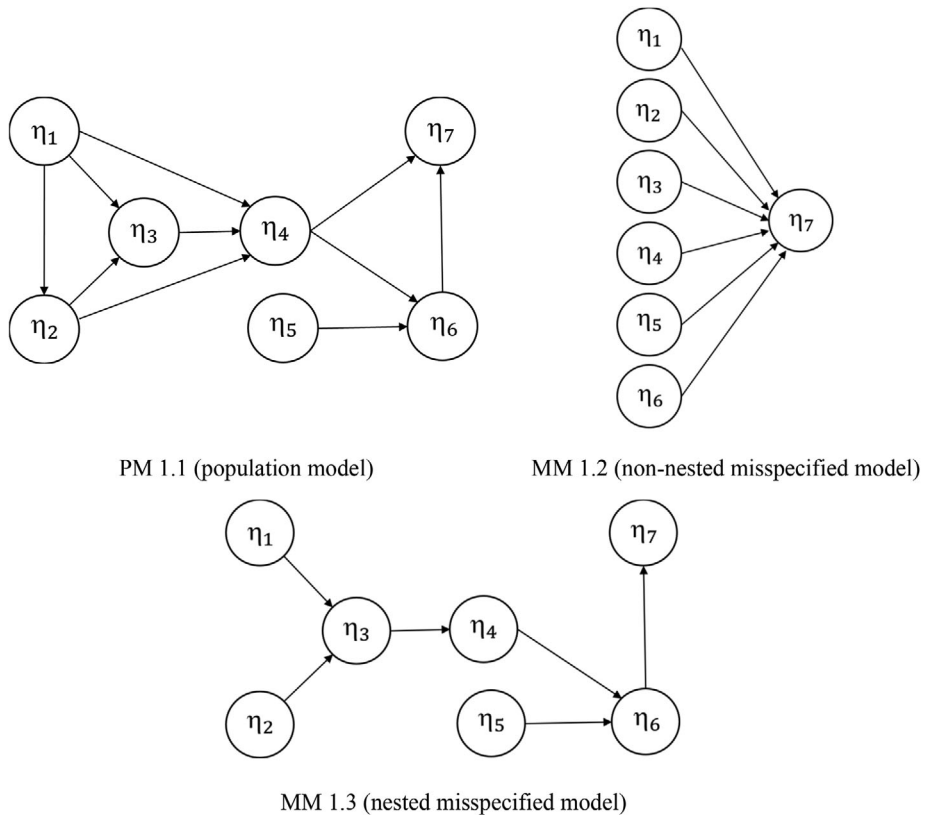 η1
η2
η3
η4
η5
η6
η7
PM 1.1 (population model)
η1
η2
η3
η4
η5
η6
η7
MM 1.2 (non-nested misspecified model)
η1
η2
η3
η4
η5
η6
η7
MM 1.3 (nested misspecified model)